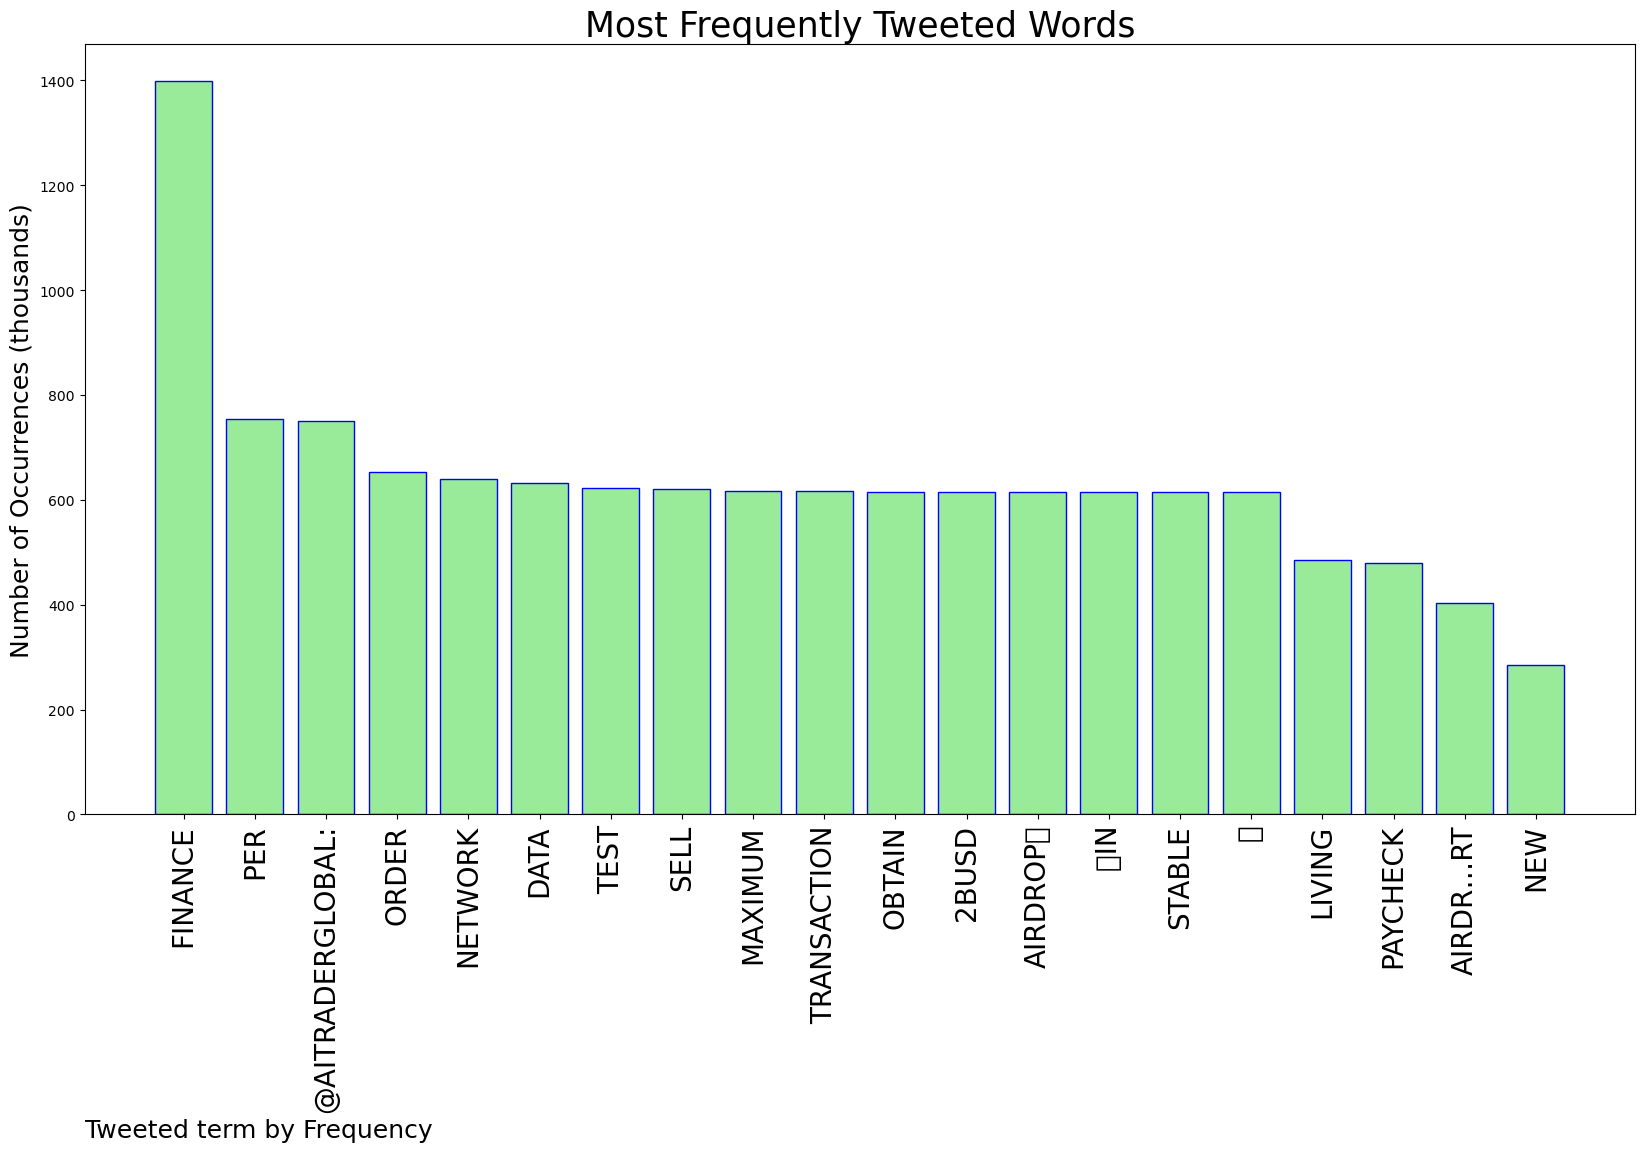 Most Frequently Tweeted Words
Number of Occurrences (thousands)
1400
1200
1000
800
600
400
200
0
FINANCE
PER
@AITRADERGLOBAL:
ORDER
NETWORK
DATA
TEST
SELL
MAXIMUM
TRANSACTION
OBTAIN
2BUSD
AIRDROP▯
▯IN
STABLE
▯
LIVING
PAYCHECK
AIRDR...RT
NEW
Tweeted term by Frequency